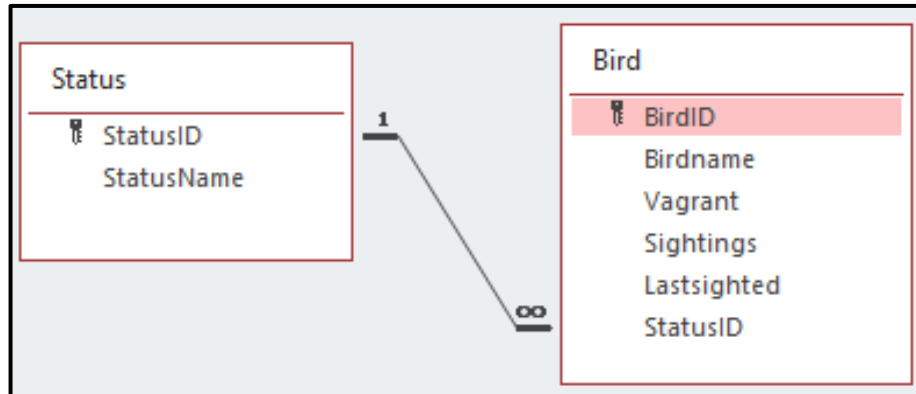 Status
StatusID
StatusName
1
∞
Bird
BirdID
Birdname
Vagrant
Sightings
Lastsighted
StatusID